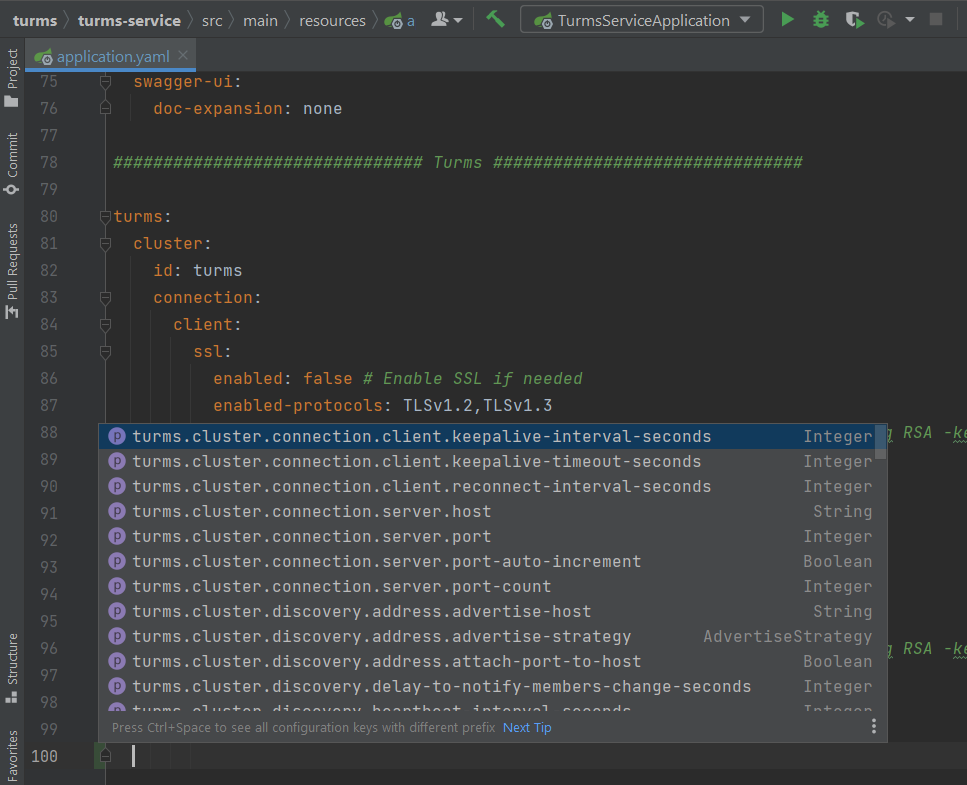 turms turms-service src main resources a TurmsServiceApplication
application.yaml
Project
Commit
Pull Requests
Structure
Favorites
75 swagger-ui:
76 doc-expansion: none
77
78 ############################### Turms ###############################
79
80 turms:
81 cluster:
82 id: turms
83 connection:
84 client:
85 ssl:
86 enabled: false # Enable SSL if needed
87 enabled-protocols: TLSv1.2,TLSv1.3
88 RSA -ke
89
90
91
92
93
94
95
96 RSA -ke
97
98
99
100
p turms.cluster.connection.client.keepalive-interval-seconds Integer
p turms.cluster.connection.client.keepalive-timeout-seconds Integer
p turms.cluster.connection.client.reconnect-interval-seconds Integer
p turms.cluster.connection.server.host String
p turms.cluster.connection.server.port Integer
p turms.cluster.connection.server.port-auto-increment Boolean
p turms.cluster.connection.server.port-count Integer
p turms.cluster.discovery.address.advertise-host String
p turms.cluster.discovery.address.advertise-strategy AdvertiseStrategy
p turms.cluster.discovery.address.attach-port-to-host Boolean
p turms.cluster.discovery.delay-to-notify-members-change-seconds Integer
p turms.cluster.discovery.heartbeat-interval-seconds Integer
Press Ctrl+Space to see all configuration keys with different prefix Next Tip